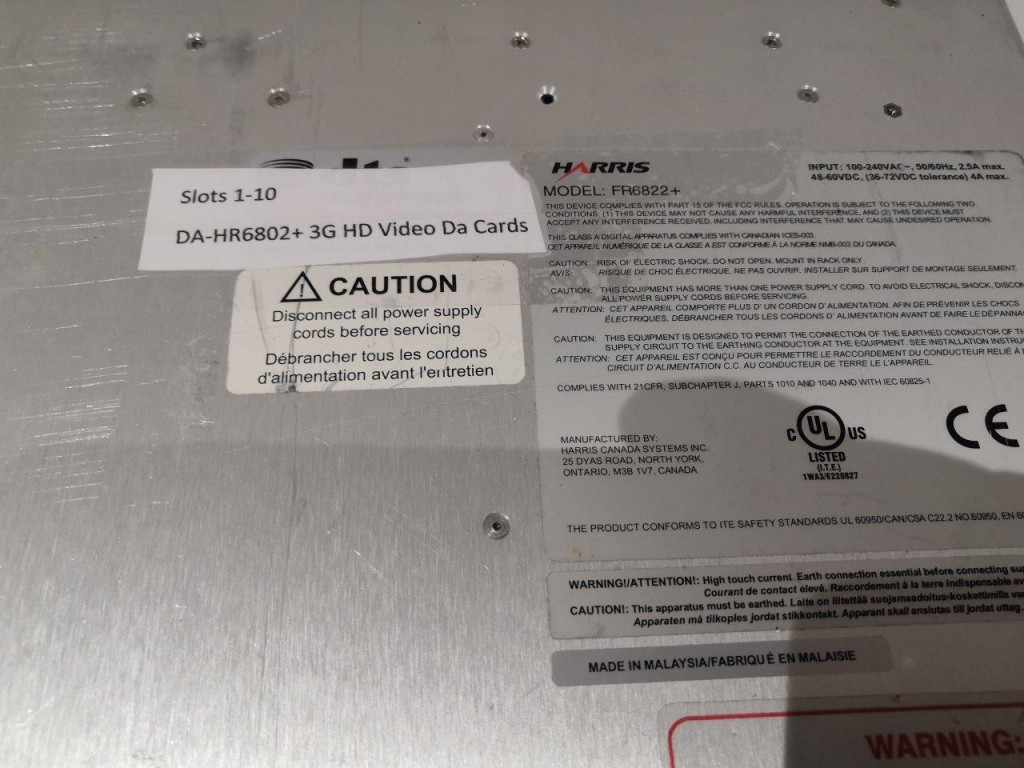 Slots 1-10
DA-HR6802+ 3G HD Video Da Cards
CAUTION
Disconnect all power supply
cords before servicing
Débrancher tous les cordons
d'alimentation avant l'entretien
HARRIS
MODEL: FR6822+
INPUT: 100-240VAC~, 50/60Hz, 2.5A max.
48-60VDC, (36-72VDC tolerance) 4A max.
THIS DEVICE COMPLIES WITH PART 15 OF THE FCC RULES. OPERATION IS SUBJECT TO THE FOLLOWING TWO
CONDITIONS: (1) THIS DEVICE MAY NOT CAUSE ANY HARMFUL INTERFERENCE, AND (2) THIS DEVICE MUST
ACCEPT ANY INTERFERENCE RECEIVED, INCLUDING INTERFERENCE THAT MAY CAUSE UNDESIRED OPERATION.
THIS CLASS A DIGITAL APPARATUS COMPLIES WITH CANADIAN ICES-003.
CET APPAREIL NUMÉRIQUE DE LA CLASSE A EST CONFORME À LA NORME NMB-003 DU CANADA.
CAUTION: RISK OF ELECTRIC SHOCK. DO NOT OPEN. MOUNT IN RACK ONLY.
AVIS: RISQUE DE CHOC ÉLECTRIQUE. NE PAS OUVRIR. INSTALLER SUR SUPPORT DE MONTAGE SEULEMENT.
CAUTION: THIS EQUIPMENT HAS MORE THAN ONE POWER SUPPLY CORD. TO AVOID ELECTRICAL SHOCK, DISCON
ALL POWER SUPPLY CORDS BEFORE SERVICING.
ATTENTION: CET APPAREIL COMPORTE PLUS D'UN CORDON D'ALIMENTATION. AFIN DE PRÉVENIR LES CHOCS
ÉLECTRIQUES, DÉBRANCHER TOUS LES CORDONS D'ALIMENTATION AVANT DE FAIRE LE DÉPANNA
CAUTION: THIS EQUIPMENT IS DESIGNED TO PERMIT THE CONNECTION OF THE EARTHED CONDUCTOR OF TH
SUPPLY CIRCUIT TO THE EARTHING CONDUCTOR AT THE EQUIPMENT. SEE INSTALLATION INSTRU
ATTENTION: CET APPAREIL EST CONÇU POUR PERMETTRE LE RACCORDEMENT DU CONDUCTEUR RELIÉ À
CIRCUIT D'ALIMENTATION C.C. AU CONDUCTEUR DE TERRE LE L'APPAREIL.
COMPLIES WITH 21CFR, SUBCHAPTER J, PARTS 1010 AND 1040 AND WITH IEC 60825-1
MANUFACTURED BY:
HARRIS CANADA SYSTEMS INC.
25 DYAS ROAD, NORTH YORK,
ONTARIO, M3B 1V7, CANADA
C UL US
LISTED
(I.T.E.)
1WA3/E220827
CE
THE PRODUCT CONFORMS TO ITE SAFETY STANDARDS UL 60950/CAN/CSA C22.2 NO.60950, EN 60
WARNING!/ATTENTION!: High touch current. Earth connection essential before connecting sup
Courant de contact élevé. Raccordement à la terre indispensable av
CAUTION!: This apparatus must be earthed. Laite on liitettää suojamaadoitus-koskettimilla va
Apparaten må tilkoples jordat stikkontakt. Apparant skall anslutas till jordat uttag.
MADE IN MALAYSIA/FABRIQUÉ EN MALAISIE
WARNING: